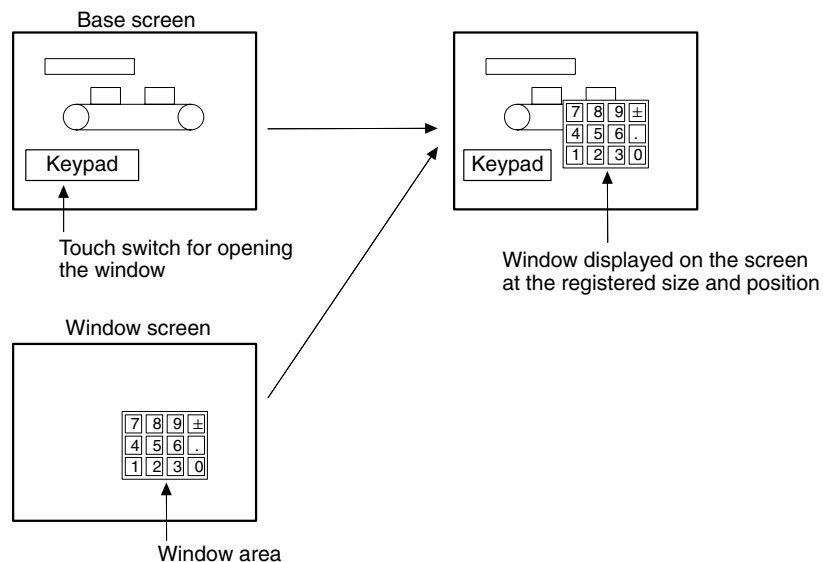 Base screen
Keypad
Touch switch for opening
the window
7 8 9 ±
4 5 6 .
1 2 3 0
Keypad
Window displayed on the screen
at the registered size and position
Window screen
7 8 9 ±
4 5 6 .
1 2 3 0
Window area